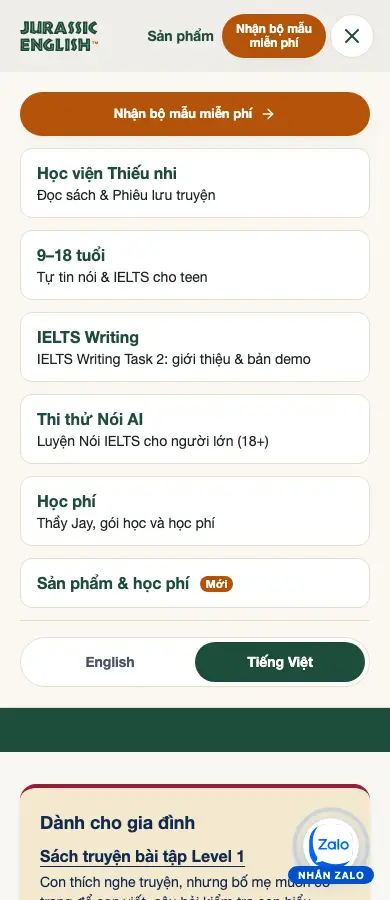 JURASSIC
ENGLISH™
Sản phẩm
Nhận bộ mẫu
miễn phí
Nhận bộ mẫu miễn phí →
Học viện Thiếu nhi
Đọc sách & Phiêu lưu truyện
9–18 tuổi
Tự tin nói & IELTS cho teen
IELTS Writing
IELTS Writing Task 2: giới thiệu & bản demo
Thi thử Nói AI
Luyện Nói IELTS cho người lớn (18+)
Học phí
Thầy Jay, gói học và học phí
Sản phẩm & học phí Mới
English
Tiếng Việt
Dành cho gia đình
Sách truyện bài tập Level 1
Con thích nghe truyện, nhưng bố mẹ muốn có
Zalo
NHẮN ZALO